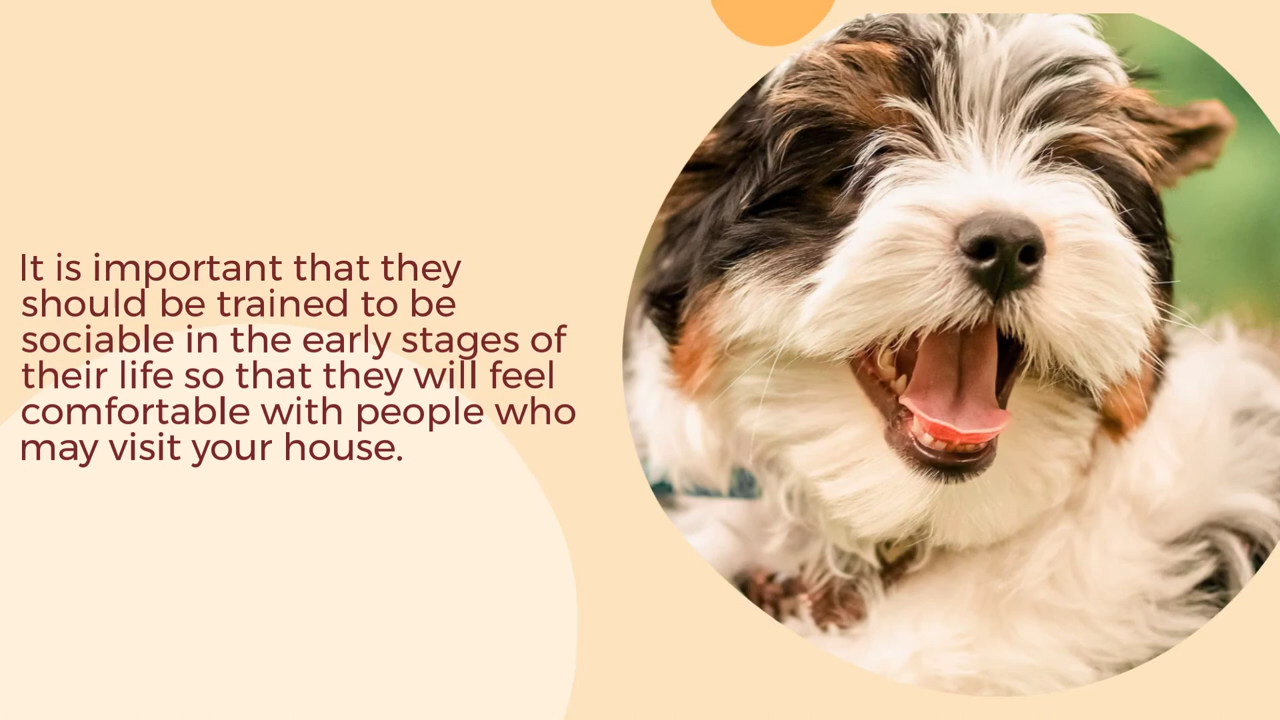 It is important that they
should be trained to be
sociable in the early stages of
their life so that they will feel
comfortable with people who
may visit your house.